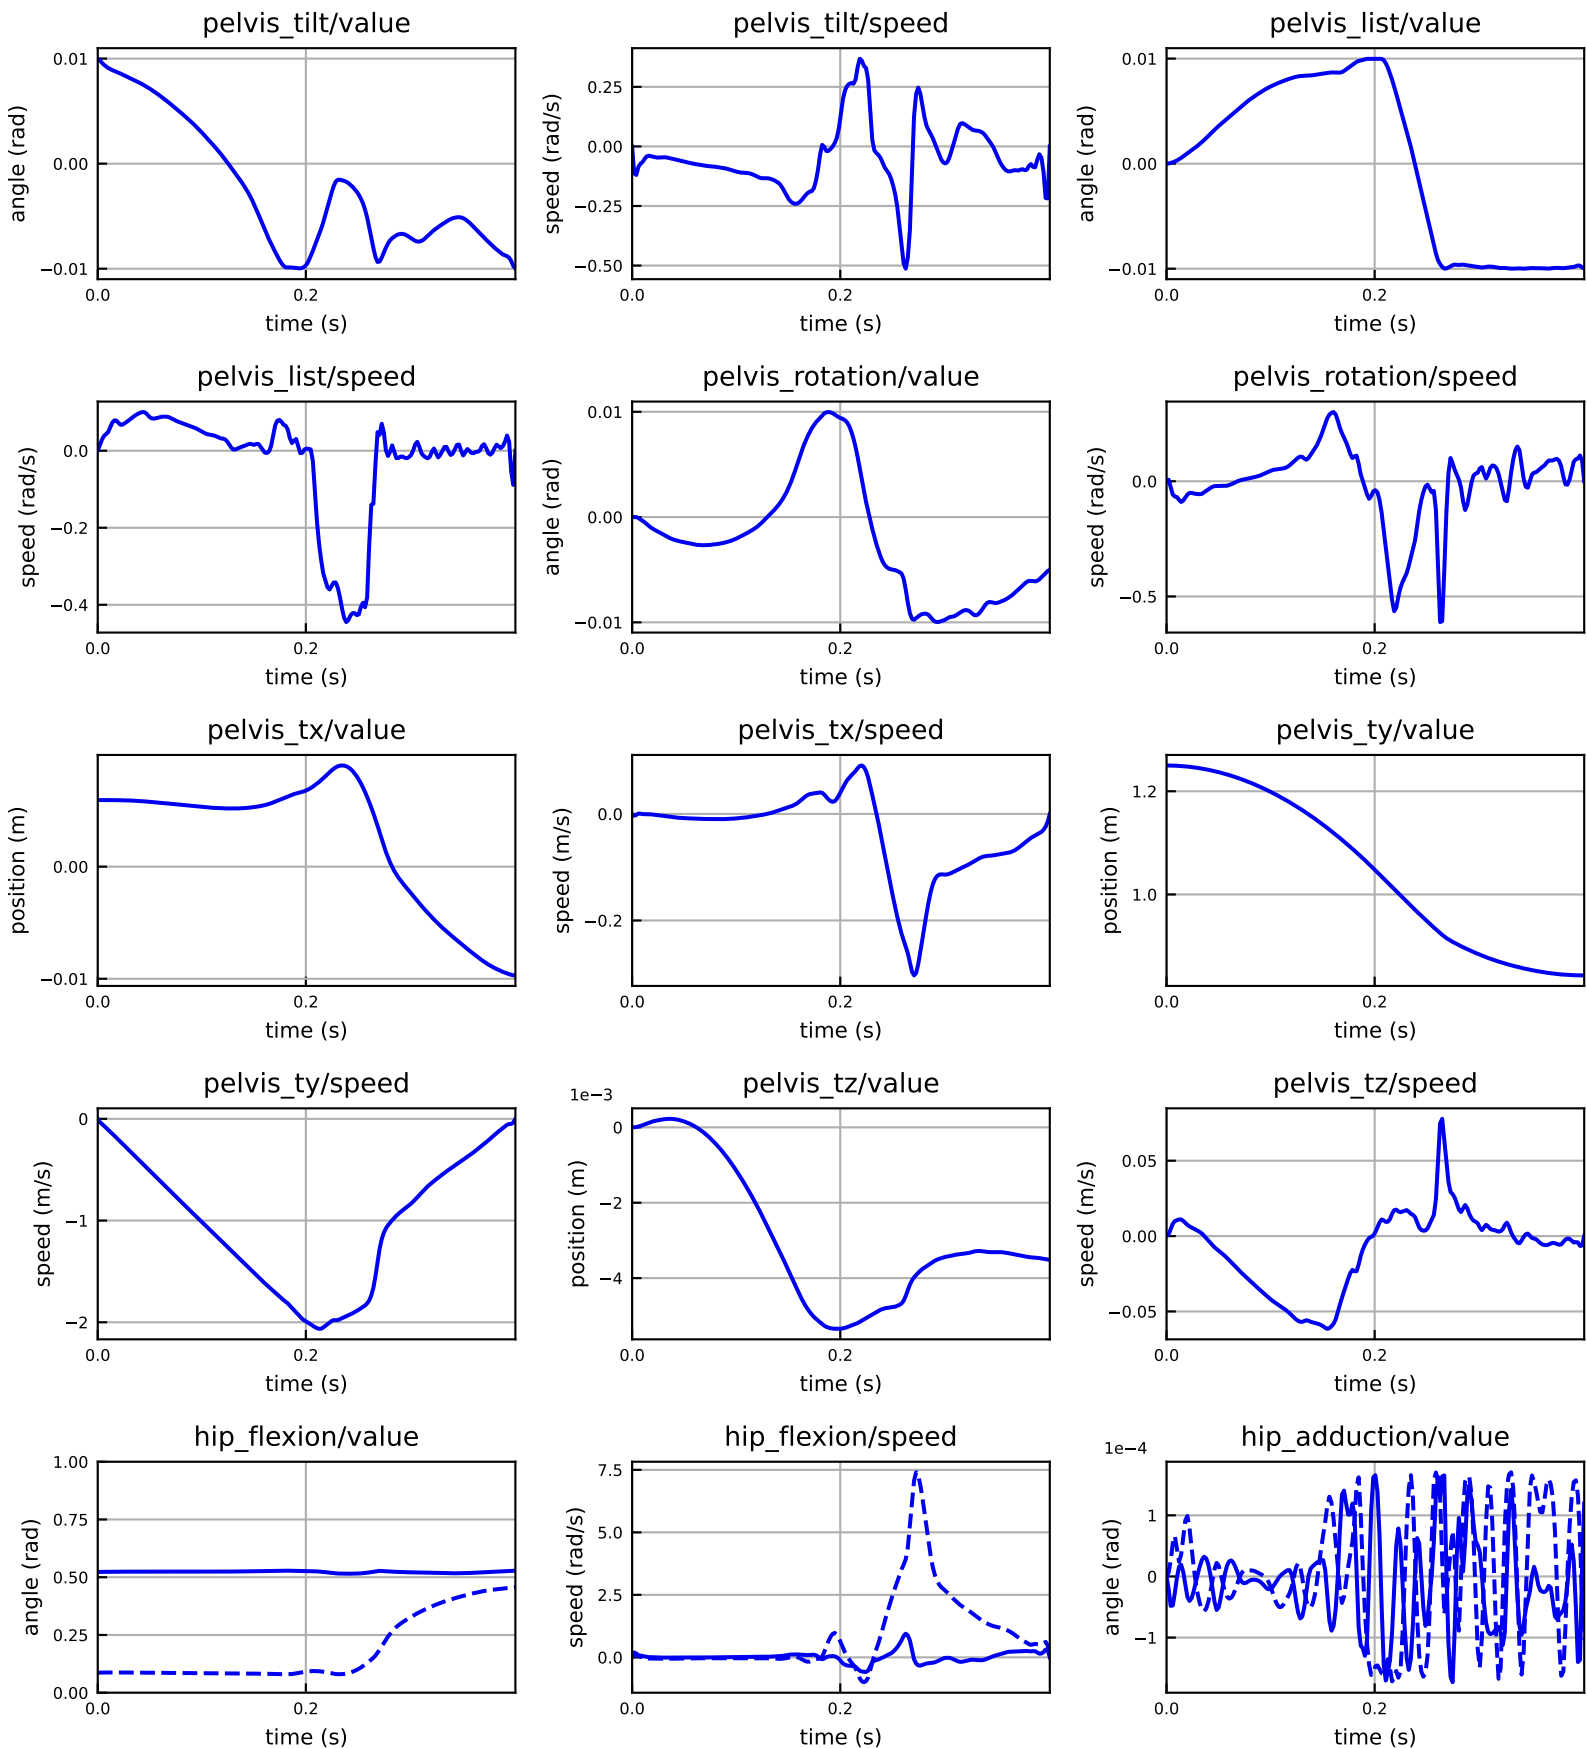 pelvis_tilt/value
angle (rad)
0.01
0.00
−0.01
0.0
0.2
time (s)
pelvis_tilt/speed
speed (rad/s)
0.25
0.00
−0.25
−0.50
0.0
0.2
time (s)
pelvis_list/value
angle (rad)
0.01
0.00
−0.01
0.0
0.2
time (s)
pelvis_list/speed
speed (rad/s)
0.0
−0.2
−0.4
0.0
0.2
time (s)
pelvis_rotation/value
angle (rad)
0.01
0.00
−0.01
0.0
0.2
time (s)
pelvis_rotation/speed
speed (rad/s)
0.0
−0.5
0.0
0.2
time (s)
pelvis_tx/value
position (m)
0.00
−0.01
0.0
0.2
time (s)
pelvis_tx/speed
speed (m/s)
0.0
−0.2
0.0
0.2
time (s)
pelvis_ty/value
position (m)
1.2
1.0
0.0
0.2
time (s)
pelvis_ty/speed
speed (m/s)
0
−1
−2
0.0
0.2
time (s)
pelvis_tz/value
1e−3
position (m)
0
−2
−4
0.0
0.2
time (s)
pelvis_tz/speed
speed (m/s)
0.05
0.00
−0.05
0.0
0.2
time (s)
hip_flexion/value
angle (rad)
1.00
0.75
0.50
0.25
0.00
0.0
0.2
time (s)
hip_flexion/speed
speed (rad/s)
7.5
5.0
2.5
0.0
0.0
0.2
time (s)
hip_adduction/value
1e−4
angle (rad)
1
0
−1
0.0
0.2
time (s)